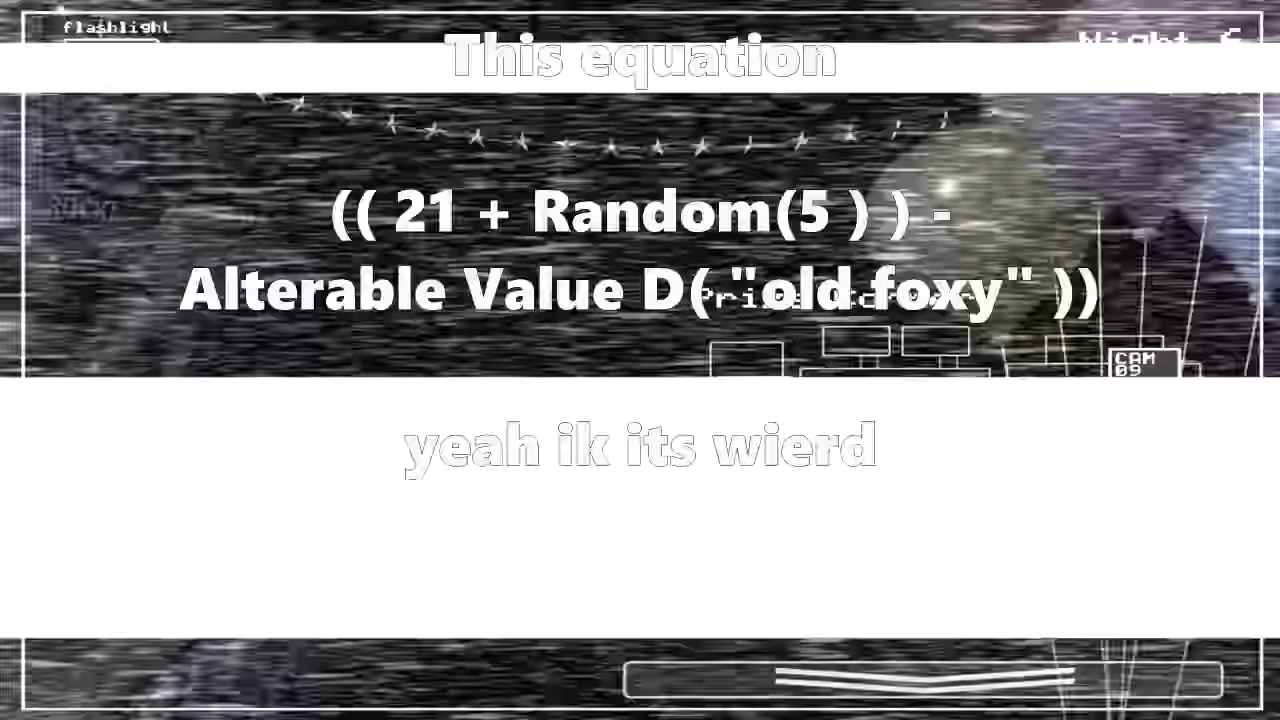 flashlight
This equation
(( 21 + Random(5 ) ) -
Alterable Value D( "old foxy" ))
CAM
09
yeah ik its wierd